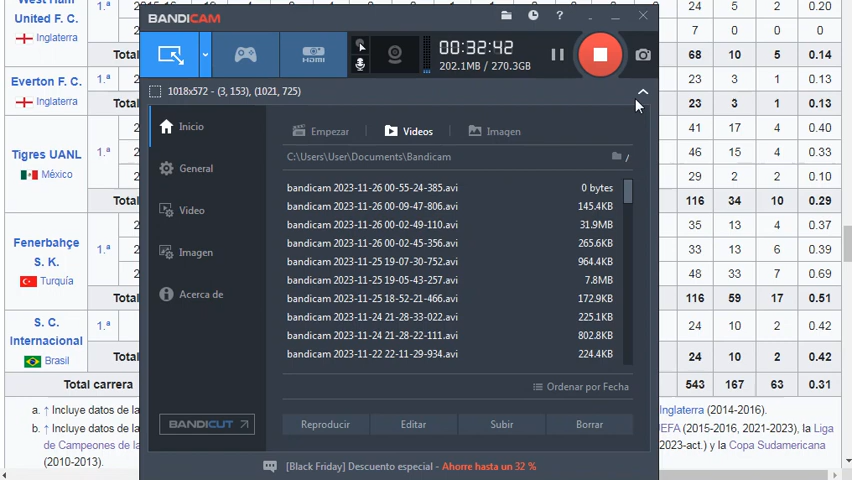 West Ham
United F. C.
Inglaterra
1.ª
24 5 2 0.20
7 0 0 0
Total
68 10 5 0.14
Everton F. C.
Inglaterra
1.ª
23 3 1 0.13
Total
23 3 1 0.13
Tigres UANL
México
1.ª
41 17 4 0.40
46 15 4 0.33
29 2 2 0.10
Total
116 34 10 0.29
Fenerbahçe
S. K.
Turquía
1.ª
35 13 4 0.37
33 13 6 0.39
48 33 7 0.69
Total
116 59 17 0.51
S. C.
Internacional
Brasil
1.ª
24 10 2 0.42
Total
24 10 2 0.42
Total carrera
543 167 63 0.31
a. ↑ Incluye datos de la
Inglaterra (2014-2016).
b. ↑ Incluye datos de la
UEFA (2015-2016, 2021-2023), la Liga
de Campeones de la
2023-act.) y la Copa Sudamericana
(2010-2013).
BANDICAM
HDMI
00:32:42
202.1MB / 270.3GB
1018x572 - (3, 153), (1021, 725)
Inicio
General
Video
Imagen
Acerca de
BANDICUT
Empezar
Videos
Imagen
C:\Users\User\Documents\Bandicam
bandicam 2023-11-26 00-55-24-385.avi 0 bytes
bandicam 2023-11-26 00-09-47-806.avi 145.4KB
bandicam 2023-11-26 00-02-49-110.avi 31.9MB
bandicam 2023-11-26 00-02-45-356.avi 265.6KB
bandicam 2023-11-25 19-07-30-752.avi 964.4KB
bandicam 2023-11-25 19-05-43-257.avi 7.8MB
bandicam 2023-11-25 18-52-21-466.avi 172.9KB
bandicam 2023-11-24 21-28-33-022.avi 225.1KB
bandicam 2023-11-24 21-28-22-111.avi 802.8KB
bandicam 2023-11-22 22-11-29-934.avi 224.4KB
Ordenar por Fecha
Reproducir
Editar
Subir
Borrar
[Black Friday] Descuento especial - Ahorre hasta un 32 %